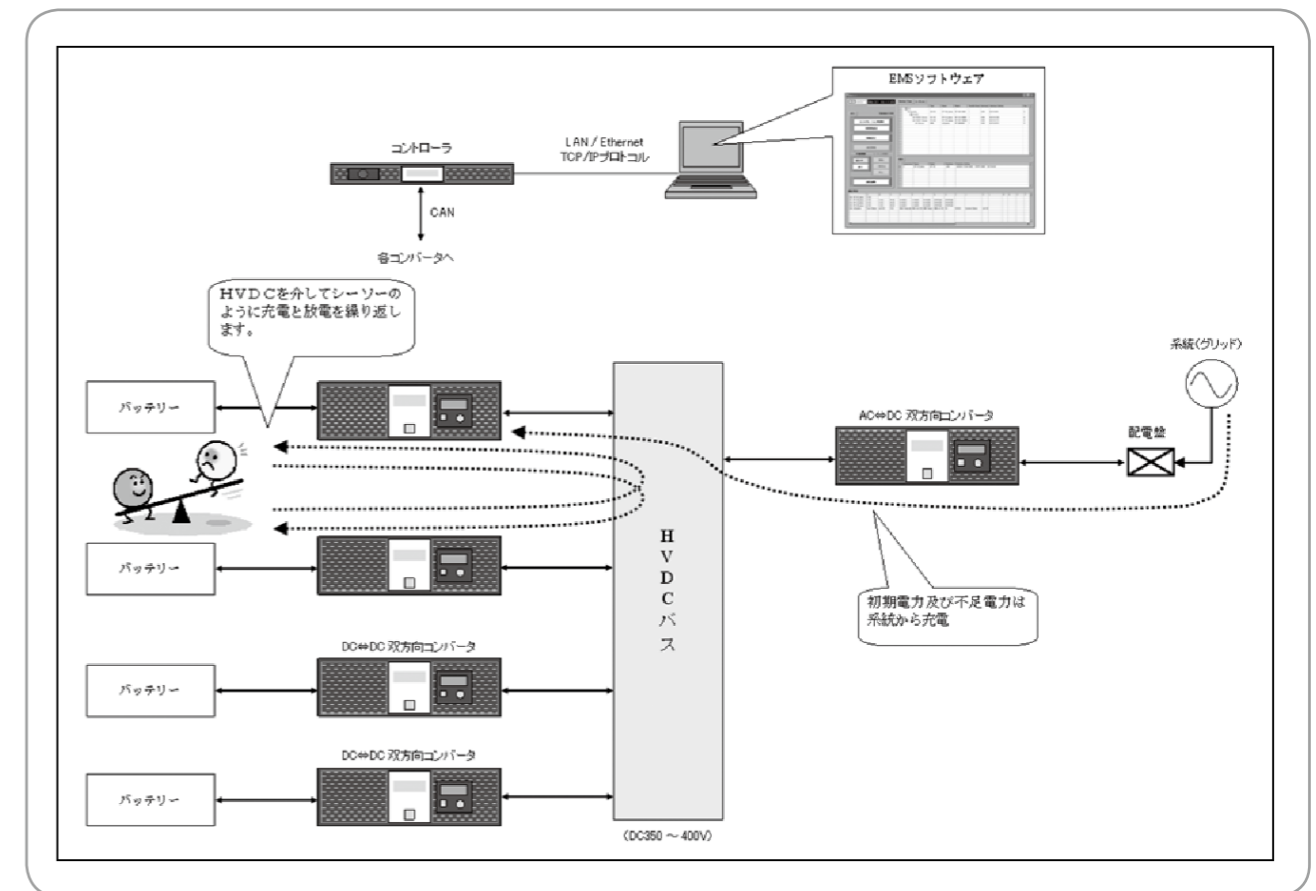 EMSソフトウェア
コントローラ
LAN / Ethernet
TCP/IPプロトコル
CAN
各コンバータへ
HVDCを介してシーソーの
ように充電と放電を繰り返し
ます。
系統(グリッド)
バッテリー
AC⇔DC 双方向コンバータ
配電盤
バッテリー
HVDCバス
初期電力及び不足電力は
系統から充電
DC⇔DC 双方向コンバータ
バッテリー
DC⇔DC 双方向コンバータ
バッテリー
(DC350 ～ 400V)